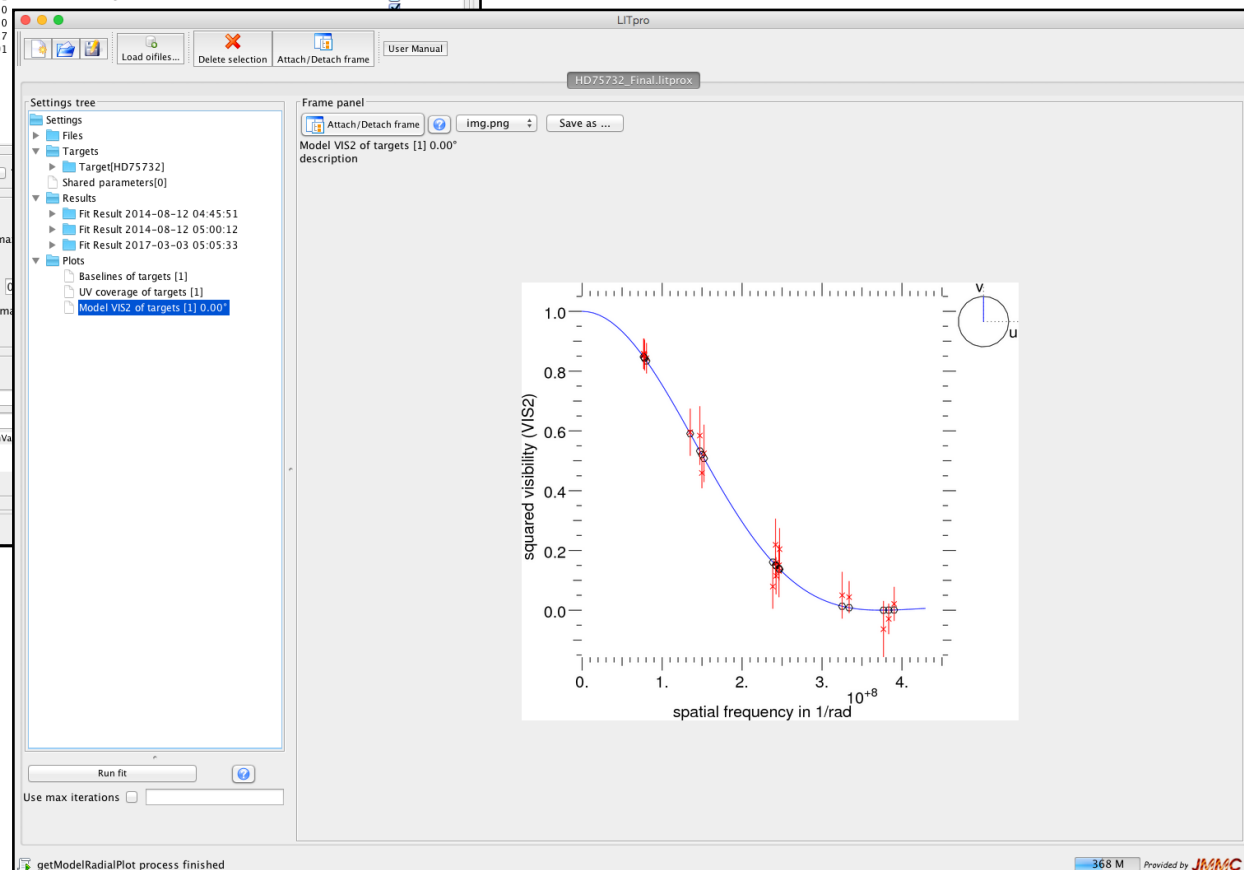 0
0
7
LITpro
Load oifiles...
Delete selection
Attach/Detach frame
User Manual
HD75732_Final.litprox
Settings tree
Settings
Files
Targets
Target[HD75732]
Shared parameters[0]
Results
Fit Result 2014-08-12 04:45:51
Fit Result 2014-08-12 05:00:12
Fit Result 2017-03-03 05:05:33
Plots
Baselines of targets [1]
UV coverage of targets [1]
Model VIS2 of targets [1] 0.00°
Run fit
Use max iterations
Frame panel
Attach/Detach frame
img.png
Save as ...
Model VIS2 of targets [1] 0.00°
description
v
u
squared visibility (VIS2)
1.0
0.8
0.6
0.4
0.2
0.0
0. 1. 2. 3. 4.
10+8
spatial frequency in 1/rad
getModelRadialPlot process finished
368 M
Provided by JMMC